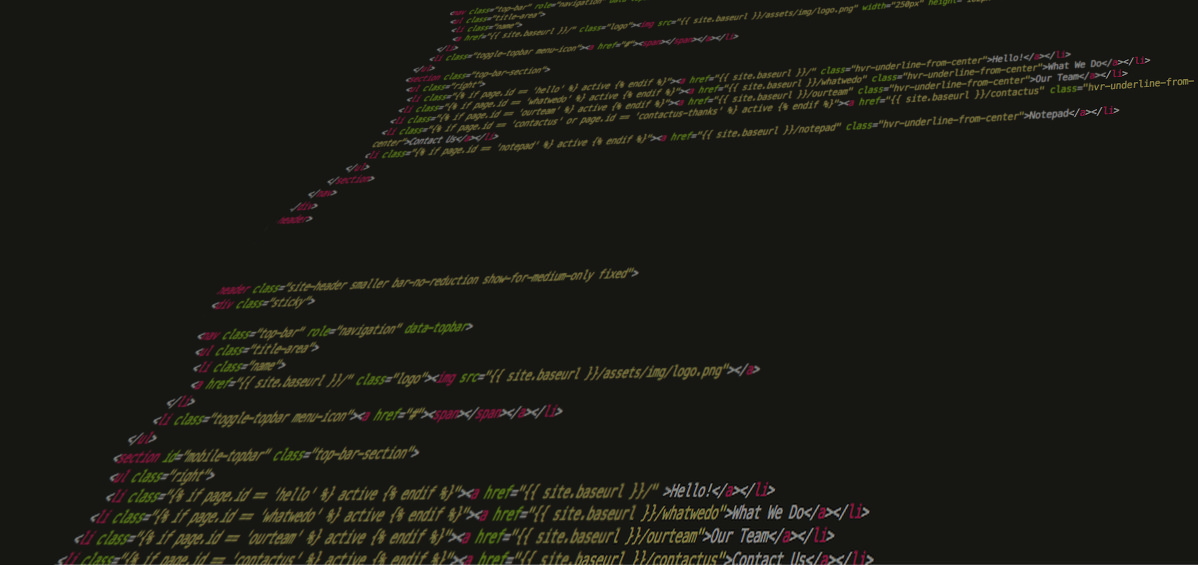 <nav class="top-bar" role="navigation"
<ul class="title-area">
<li class="name">
<a href="{{ site.baseurl }}/" class="logo"><img src="{{ site.baseurl }}/assets/img/logo.png" width="250px"
</li>
<li class="toggle-topbar menu-icon"><a href="#"><span></span></a></li>
</ul>
<section class="top-bar-section">
<ul class="right">
<li class="{% if page.id == 'hello' %} active {% endif %}"><a href="{{ site.baseurl }}/" class="hvr-underline-from-center">Hello!</a></li>
<li class="{% if page.id == 'whatwedo' %} active {% endif %}"><a href="{{ site.baseurl }}/whatwedo" class="hvr-underline-from-center">What We Do</a></li>
<li class="{% if page.id == 'ourteam' %} active {% endif %}"><a href="{{ site.baseurl }}/ourteam" class="hvr-underline-from-center">Our Team</a></li>
<li class="{% if page.id == 'contactus' or page.id == 'contactus-thanks' %} active {% endif %}"><a href="{{ site.baseurl }}/contactus" class="hvr-underline-from-
center">Contact Us</a></li>
<li class="{% if page.id == 'notepad' %} active {% endif %}"><a href="{{ site.baseurl }}/notepad" class="hvr-underline-from-center">Notepad</a></li>
</ul>
</section>
</nav>
</div>
header>
header class="site-header smaller bar-no-reduction show-for-medium-only fixed">
<div class="sticky">
<nav class="top-bar" role="navigation" data-topbar>
<ul class="title-area">
<li class="name">
<a href="{{ site.baseurl }}/" class="logo"><img src="{{ site.baseurl }}/assets/img/logo.png"></a>
</li>
<li class="toggle-topbar menu-icon"><a href="#"><span></span></a></li>
</ul>
<section id="mobile-topbar" class="top-bar-section">
<ul class="right">
<li class="{% if page.id == 'hello' %} active {% endif %}"><a href="{{ site.baseurl }}/" >Hello!</a></li>
<li class="{% if page.id == 'whatwedo' %} active {% endif %}"><a href="{{ site.baseurl }}/whatwedo">What We Do</a></li>
<li class="{% if page.id == 'ourteam' %} active {% endif %}"><a href="{{ site.baseurl }}/ourteam">Our Team</a></li>
<li class="{% if page.id == 'contactus' %} active {% endif %}"><a href="{{ site.baseurl }}/contactus">Contact Us</a></li>